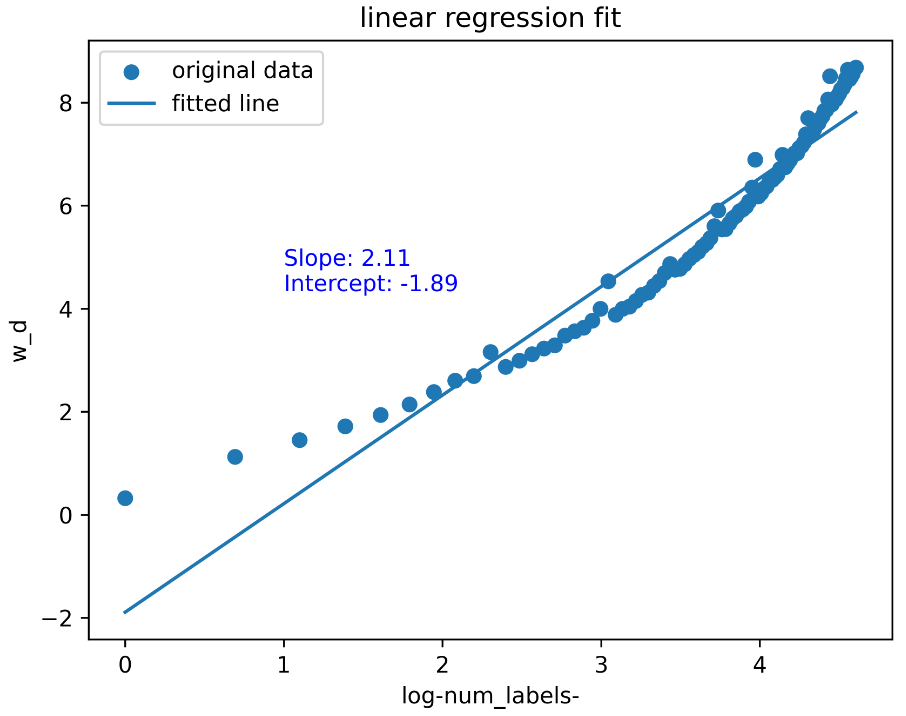 linear regression fit
original data
fitted line
Slope: 2.11
Intercept: -1.89
w_d
8
6
4
2
0
−2
0 1 2 3 4
log-num_labels-